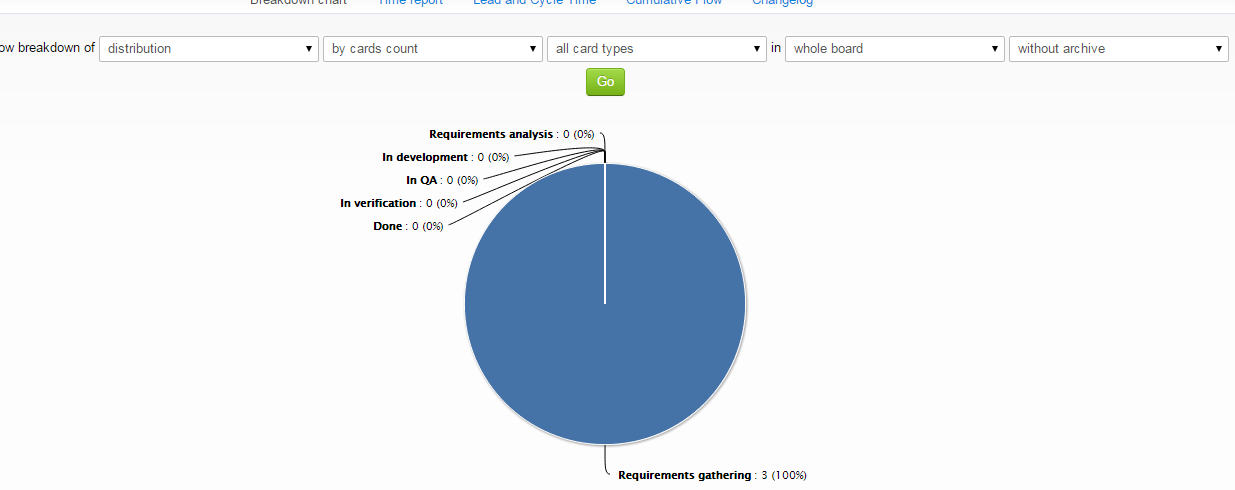 Breakdown chart Time report Lead and Cycle Time Cumulative Flow Changelog
ow breakdown of distribution by cards count all card types in whole board without archive
Go
Requirements analysis : 0 (0%)
In development : 0 (0%)
In QA : 0 (0%)
In verification : 0 (0%)
Done : 0 (0%)
Requirements gathering : 3 (100%)